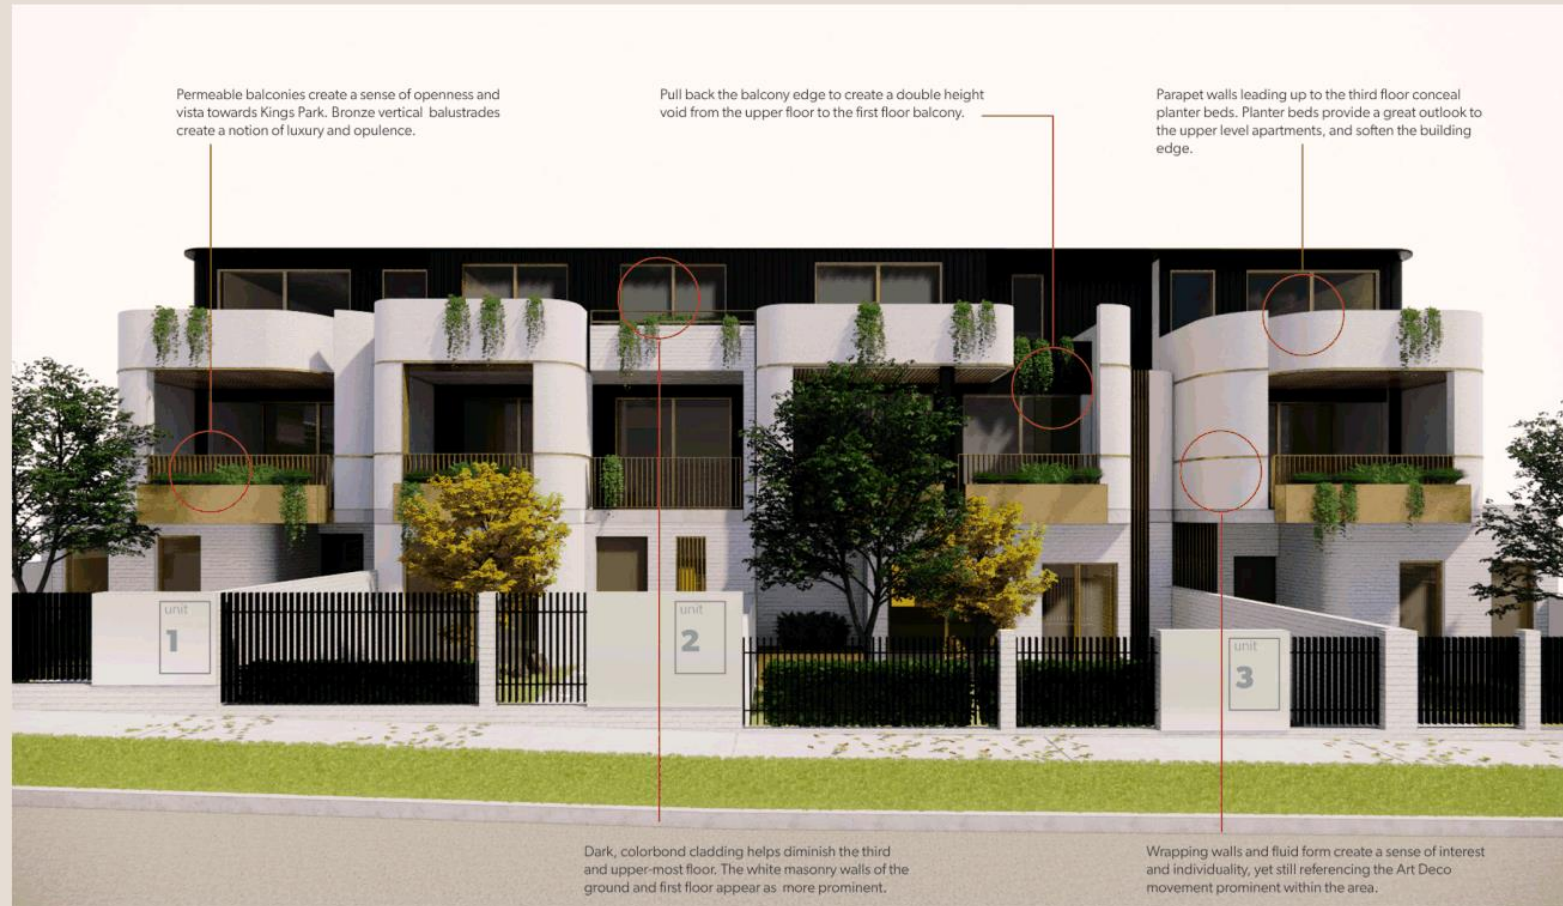 Permeable balconies create a sense of openness and
vista towards Kings Park. Bronze vertical balustrades
create a notion of luxury and opulence.
Pull back the balcony edge to create a double height
void from the upper floor to the first floor balcony.
Parapet walls leading up to the third floor conceal
planter beds. Planter beds provide a great outlook to
the upper level apartments, and soften the building
edge.
unit
1
unit
2
unit
3
Dark, colorbond cladding helps diminish the third
and upper-most floor. The white masonry walls of the
ground and first floor appear as more prominent.
Wrapping walls and fluid form create a sense of interest
and individuality, yet still referencing the Art Deco
movement prominent within the area.